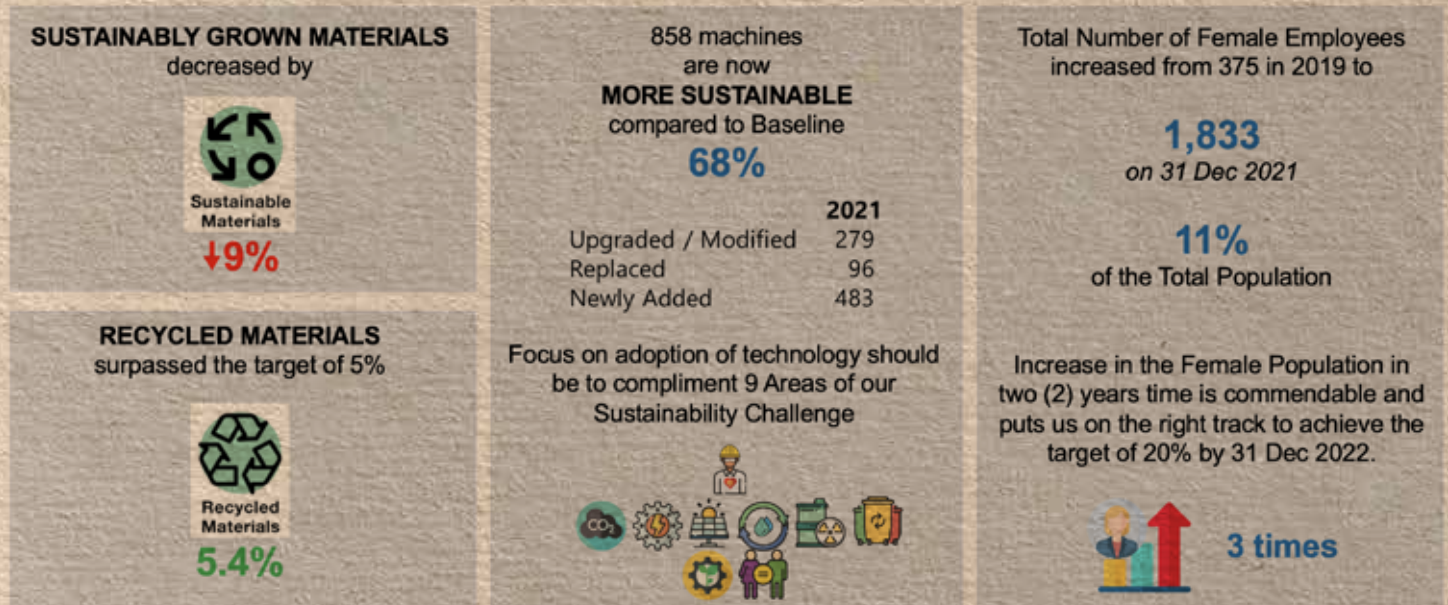 SUSTAINABLY GROWN MATERIALS
decreased by
Sustainable
Materials
↓9%
RECYCLED MATERIALS
surpassed the target of 5%
Recycled
Materials
5.4%
858 machines
are now
MORE SUSTAINABLE
compared to Baseline
68%
2021
Upgraded / Modified 279
Replaced 96
Newly Added 483
Focus on adoption of technology should
be to compliment 9 Areas of our
Sustainability Challenge
CO2
Total Number of Female Employees
increased from 375 in 2019 to
1,833
on 31 Dec 2021
11%
of the Total Population
Increase in the Female Population in
two (2) years time is commendable and
puts us on the right track to achieve the
target of 20% by 31 Dec 2022.
3 times